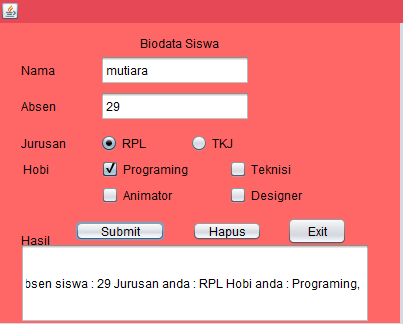 Biodata Siswa
Nama mutiara
Absen 29
Jurusan RPL TKJ
Hobi Programing Teknisi
Animator Designer
Submit Hapus Exit
Hasil
siswa : 29 Jurusan anda : RPL Hobi anda : Programing,